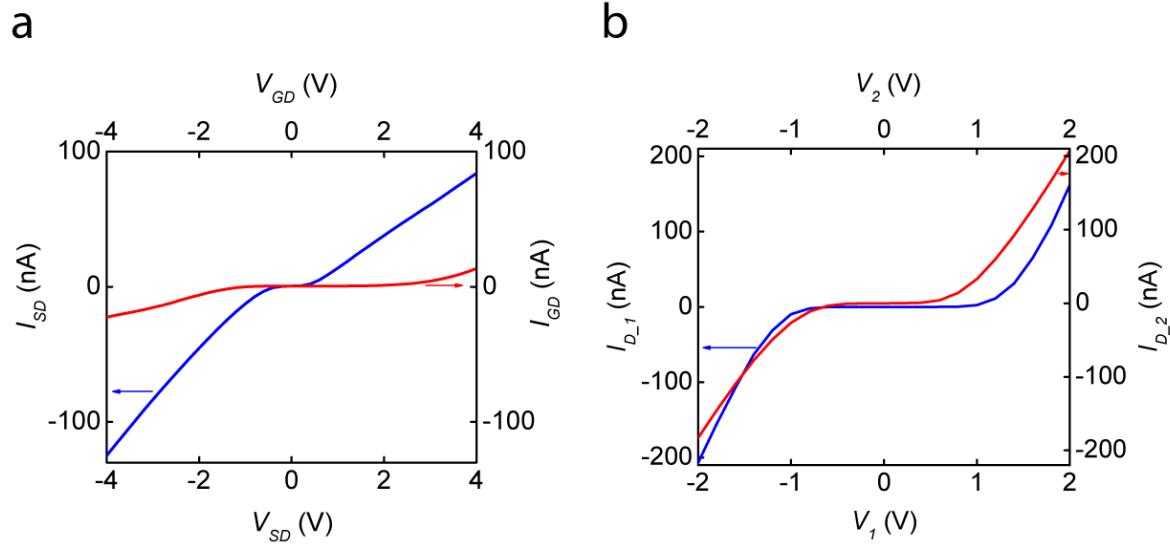 a
V_GD (V)
-4 -2 0 2 4
100 100
0 0
-100 -100
I_SD (nA)
I_GD (nA)
-4 -2 0 2 4
V_SD (V)
b
V_2 (V)
-2 -1 0 1 2
200 200
100 100
0 0
-100 -100
-200 -200
I_D_1 (nA)
I_D_2 (nA)
-2 -1 0 1 2
V_1 (V)